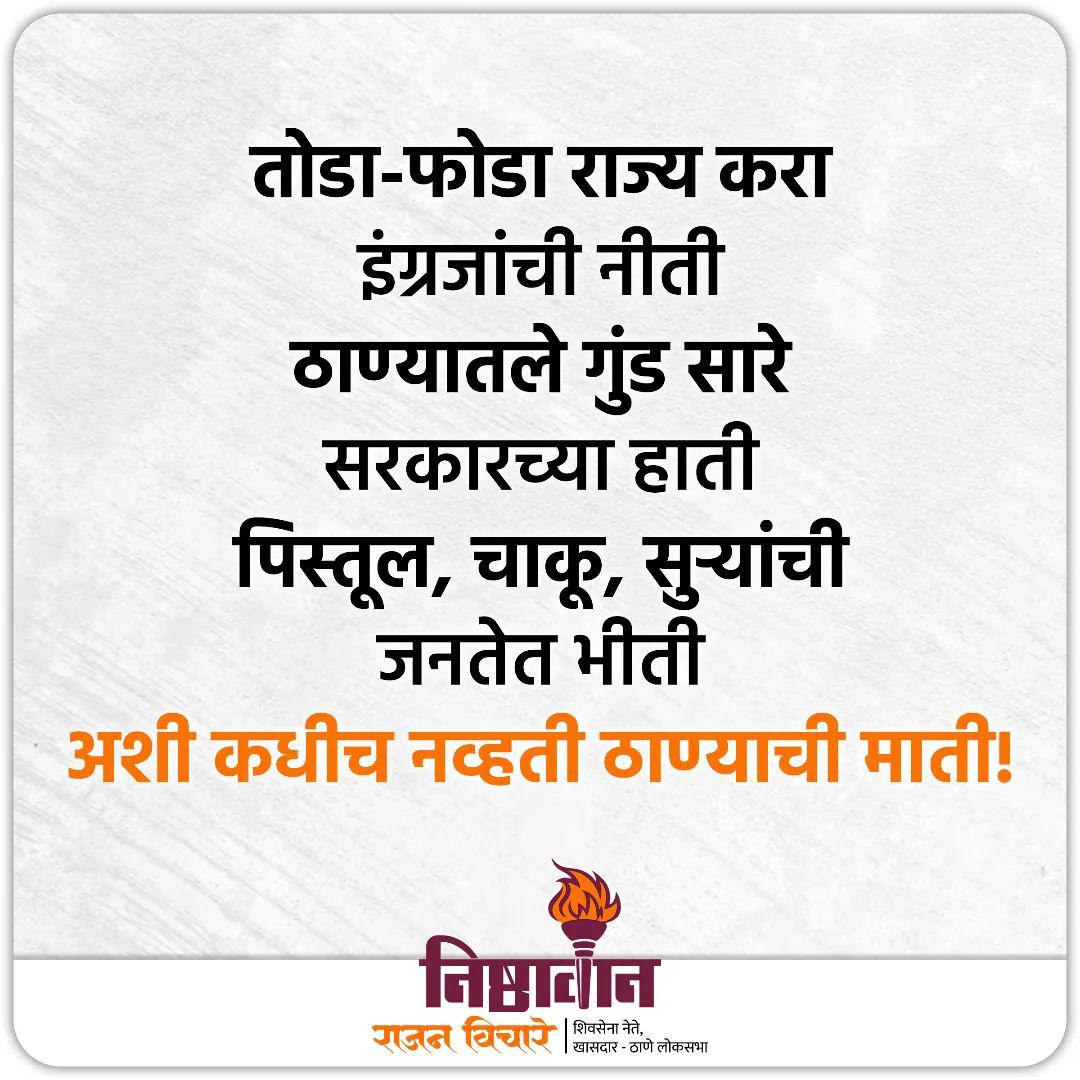 तोडा-फोडा राज्य करा
इंग्रजांची नीती
ठाण्यातले गुंड सारे
सरकारच्या हाती
पिस्तूल, चाकू, सुऱ्यांची
जनतेत भीती
अशी कधीच नव्हती ठाण्याची माती!
निष्ठावान
राजन विचारे
शिवसेना नेते,
खासदार - ठाणे लोकसभा